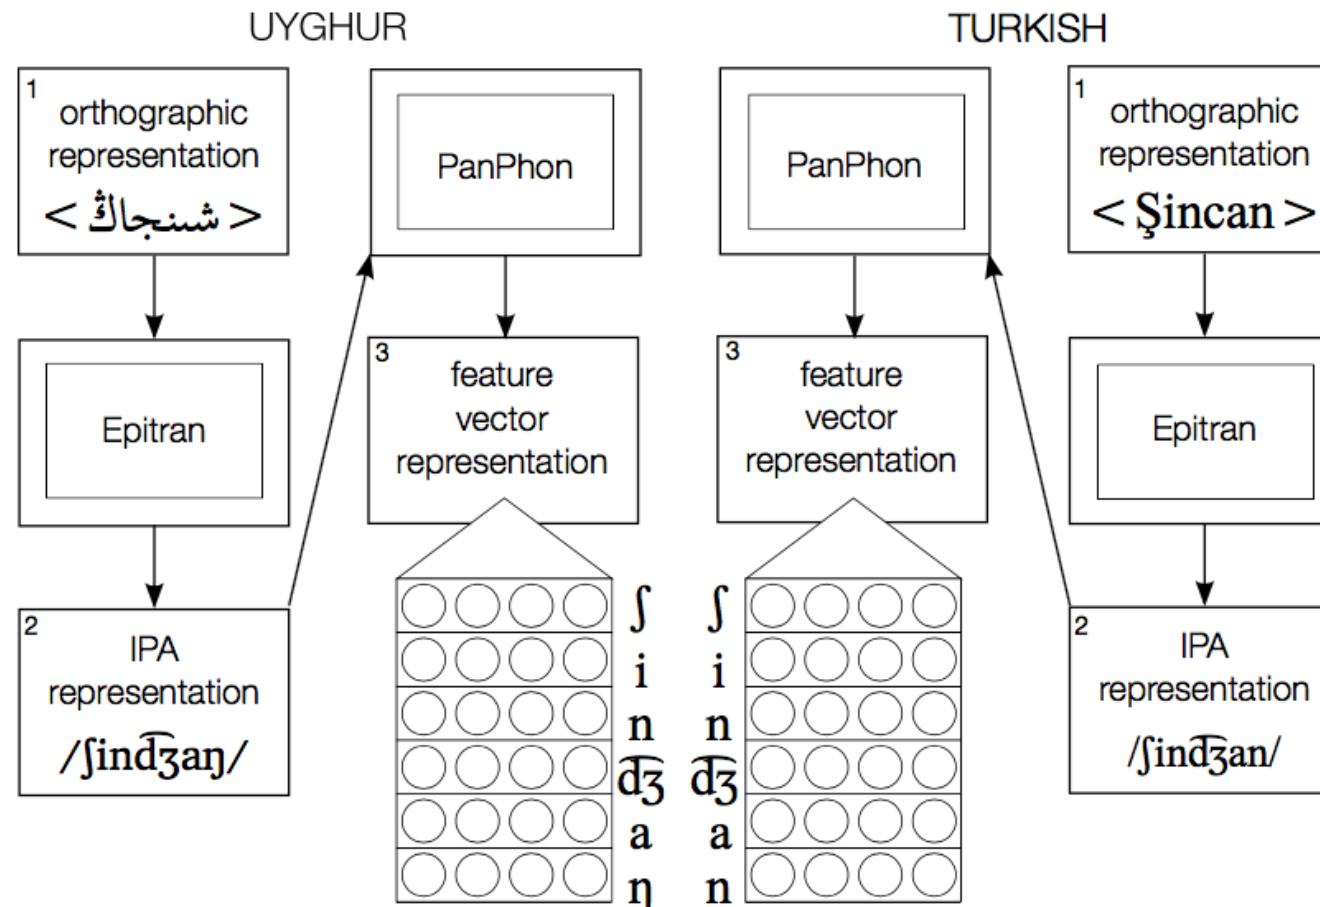 UYGHUR
1
orthographic
representation
< شىنجاڭ >
Epitran
2
IPA
representation
/ʃind͡ʒaŋ/
PanPhon
3
feature
vector
representation
ʃ
i
n
d͡ʒ
a
ŋ
TURKISH
1
orthographic
representation
< Şincan >
Epitran
2
IPA
representation
/ʃind͡ʒan/
PanPhon
3
feature
vector
representation
ʃ
i
n
d͡ʒ
a
n